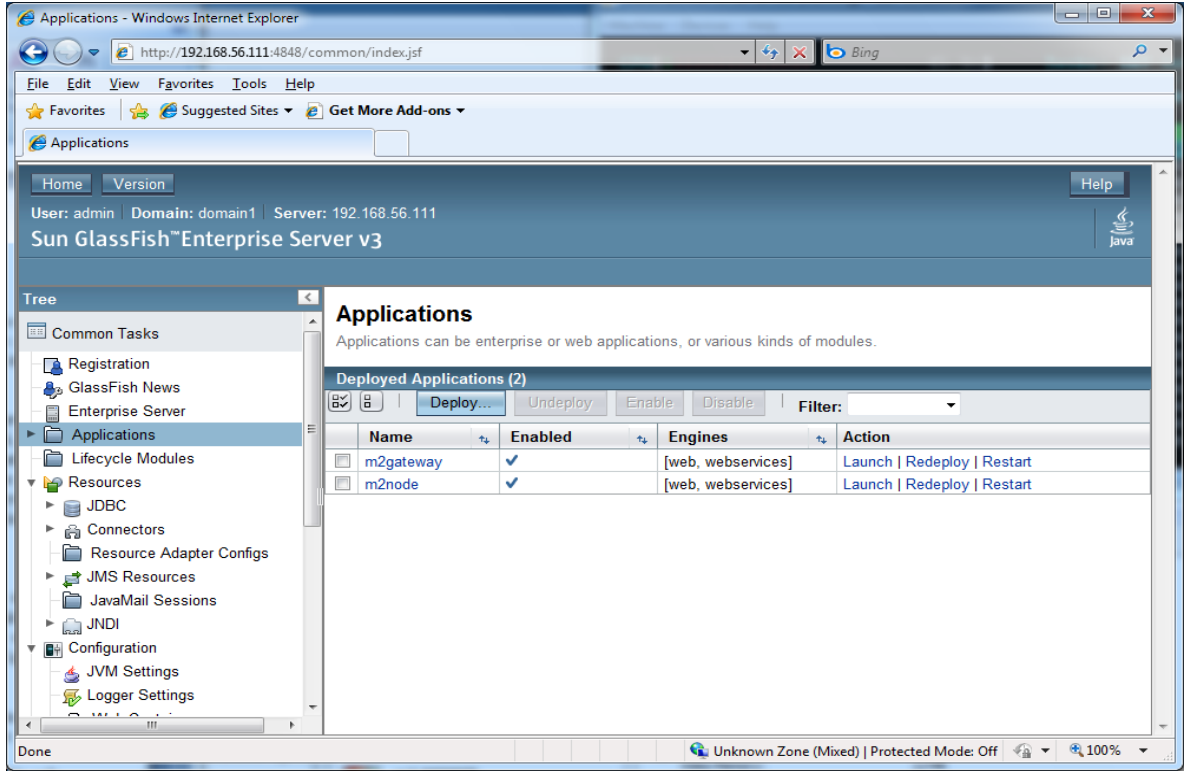 Applications - Windows Internet Explorer
http://192.168.56.111:4848/common/index.jsf
Bing
File Edit View Favorites Tools Help
Favorites Suggested Sites Get More Add-ons
Applications
Home Version Help
User: admin Domain: domain1 Server: 192.168.56.111
Sun GlassFish™Enterprise Server v3
Java
Tree
Common Tasks
Registration
GlassFish News
Enterprise Server
Applications
Lifecycle Modules
Resources
JDBC
Connectors
Resource Adapter Configs
JMS Resources
JavaMail Sessions
JNDI
Configuration
JVM Settings
Logger Settings
Applications
Applications can be enterprise or web applications, or various kinds of modules.
Deployed Applications (2)
Deploy... Undeploy Enable Disable Filter:
Name Enabled Engines Action
m2gateway [web, webservices] Launch | Redeploy | Restart
m2node [web, webservices] Launch | Redeploy | Restart
Done Unknown Zone (Mixed) | Protected Mode: Off 100%